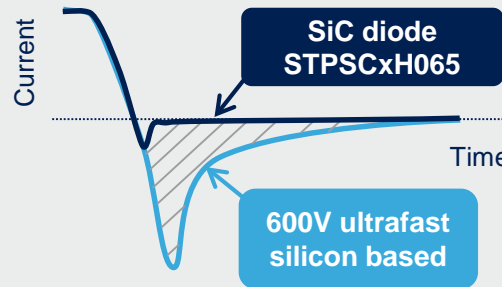 Current
SiC diode
STPSCxH065
Time
600V ultrafast
silicon based